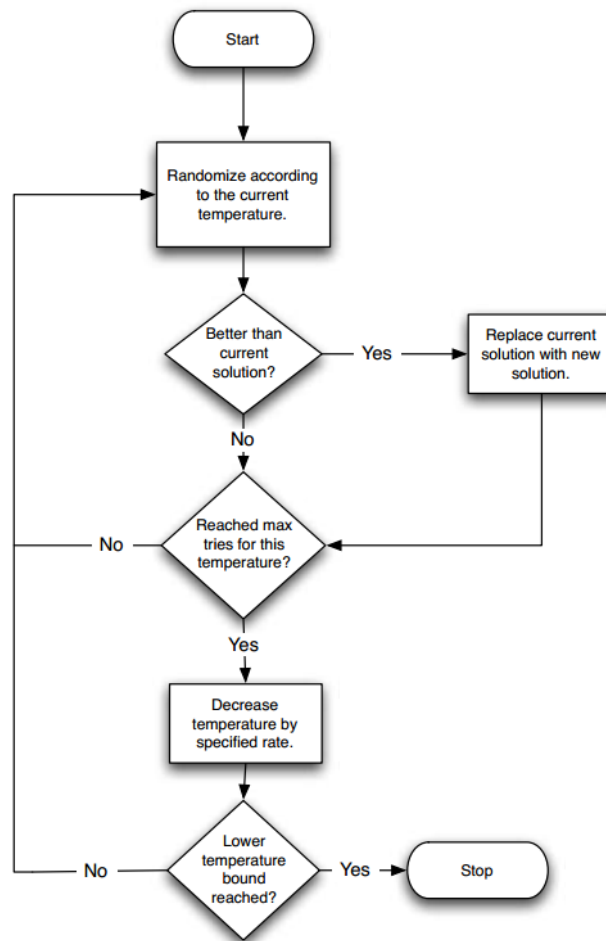 Start
Randomize according
to the current
temperature.
Better than
current
solution?
Yes
Replace current
solution with new
solution.
No
Reached max
tries for this
temperature?
No
Yes
Decrease
temperature by
specified rate.
Lower
temperature
bound
reached?
No
Yes
Stop